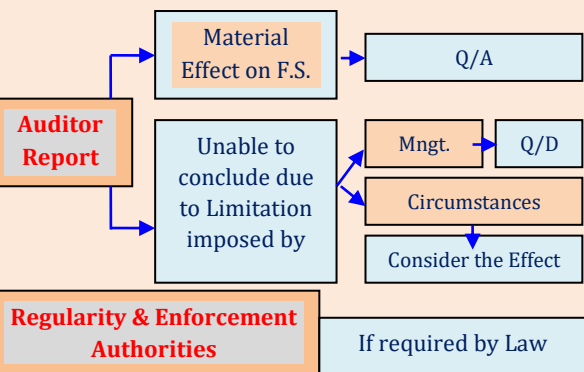 Material
Effect on F.S.
Q/A
Auditor
Report
Unable to
conclude due
to Limitation
imposed by
Mngt.
Q/D
Circumstances
Consider the Effect
Regularity & Enforcement
Authorities
If required by Law